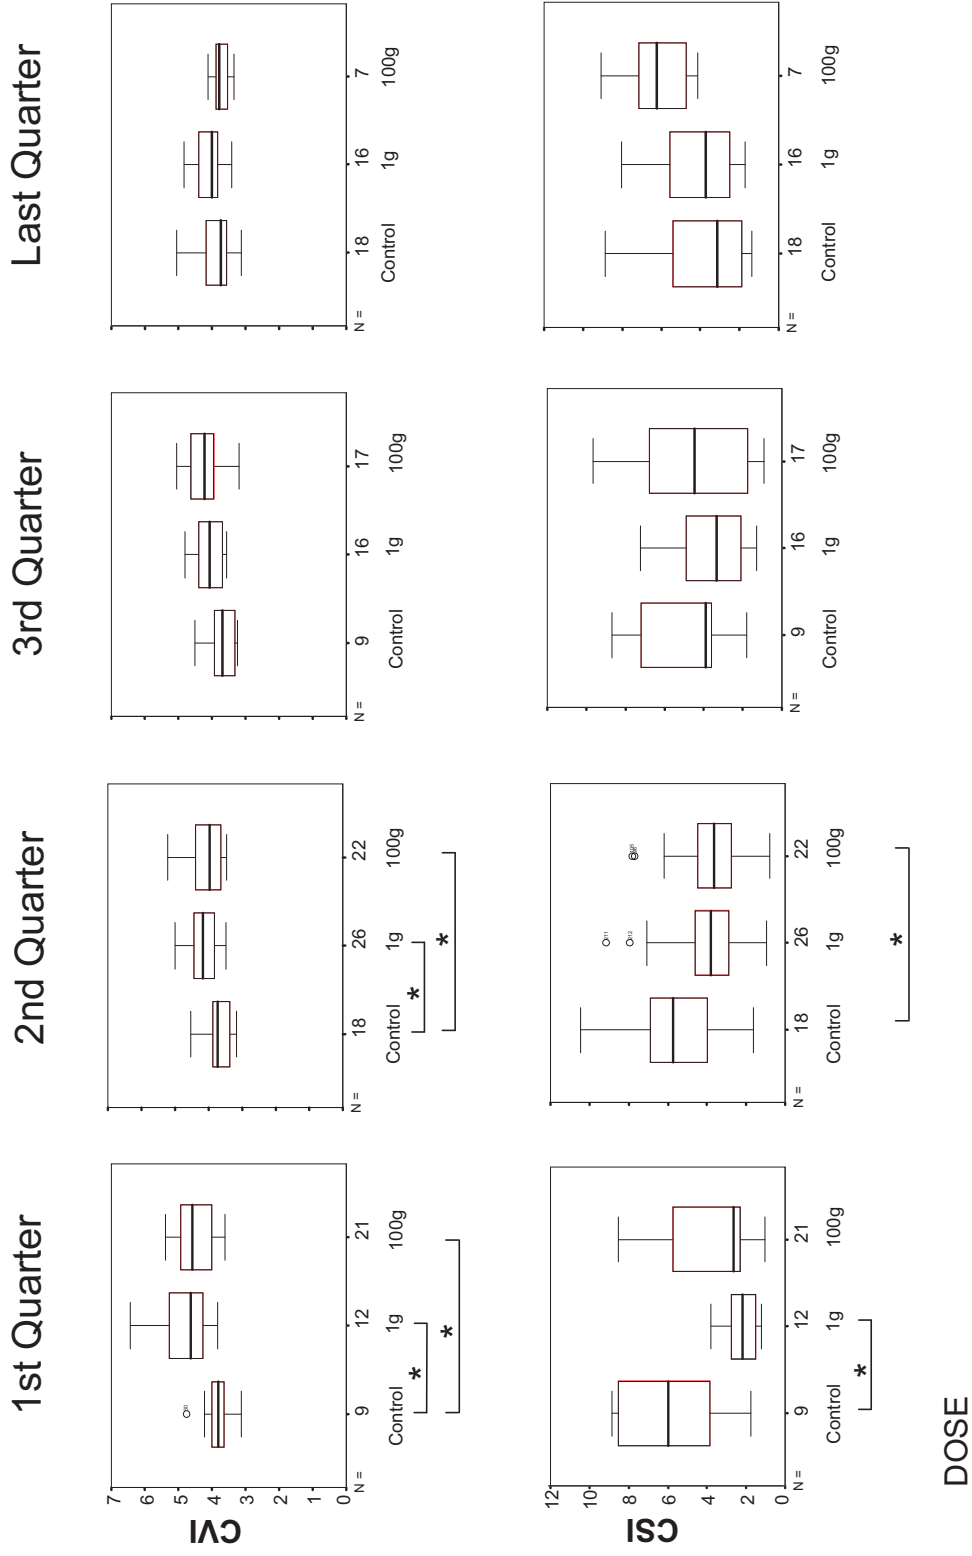 1st Quarter 2nd Quarter 3rd Quarter Last Quarter
7
6
5
4
3
2
1
0
CVI
N = 9 12 21 N = 18 26 22 N = 9 16 17 N = 18 16 7
Control 1g 100g Control 1g 100g Control 1g 100g Control 1g 100g
* *
* *
12
10
8
6
4
2
0
CSI
N = 9 12 21 N = 18 26 22 N = 9 16 17 N = 18 16 7
Control 1g 100g Control 1g 100g Control 1g 100g Control 1g 100g
* *
DOSE